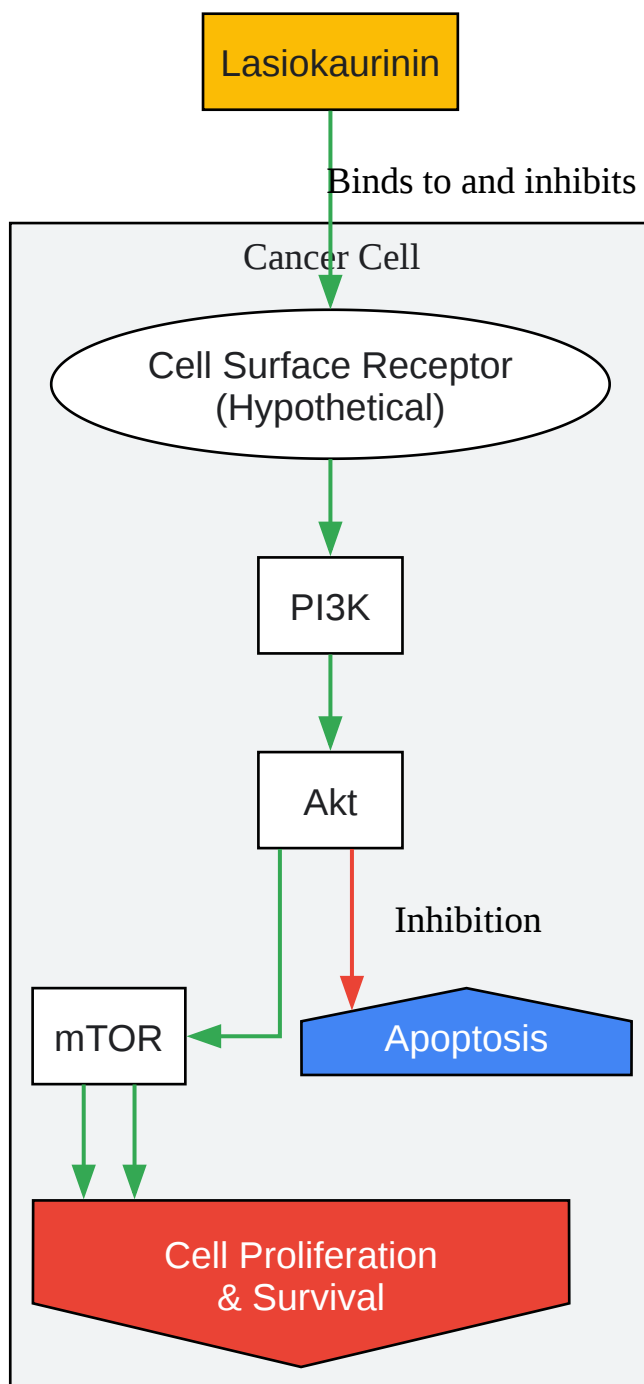 Lasiokaurinin
Binds to and inhibits
Cancer Cell
Cell Surface Receptor
(Hypothetical)
PI3K
Akt
Inhibition
mTOR
Apoptosis
Cell Proliferation
& Survival